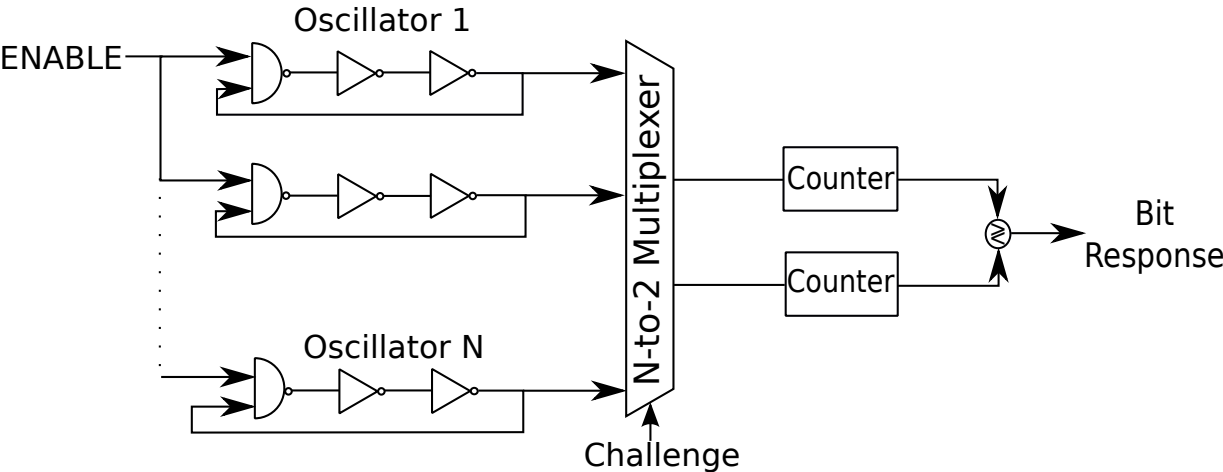 Oscillator 1
ENABLE
N-to-2 Multiplexer
Counter
Bit
Response
Counter
Oscillator N
Challenge